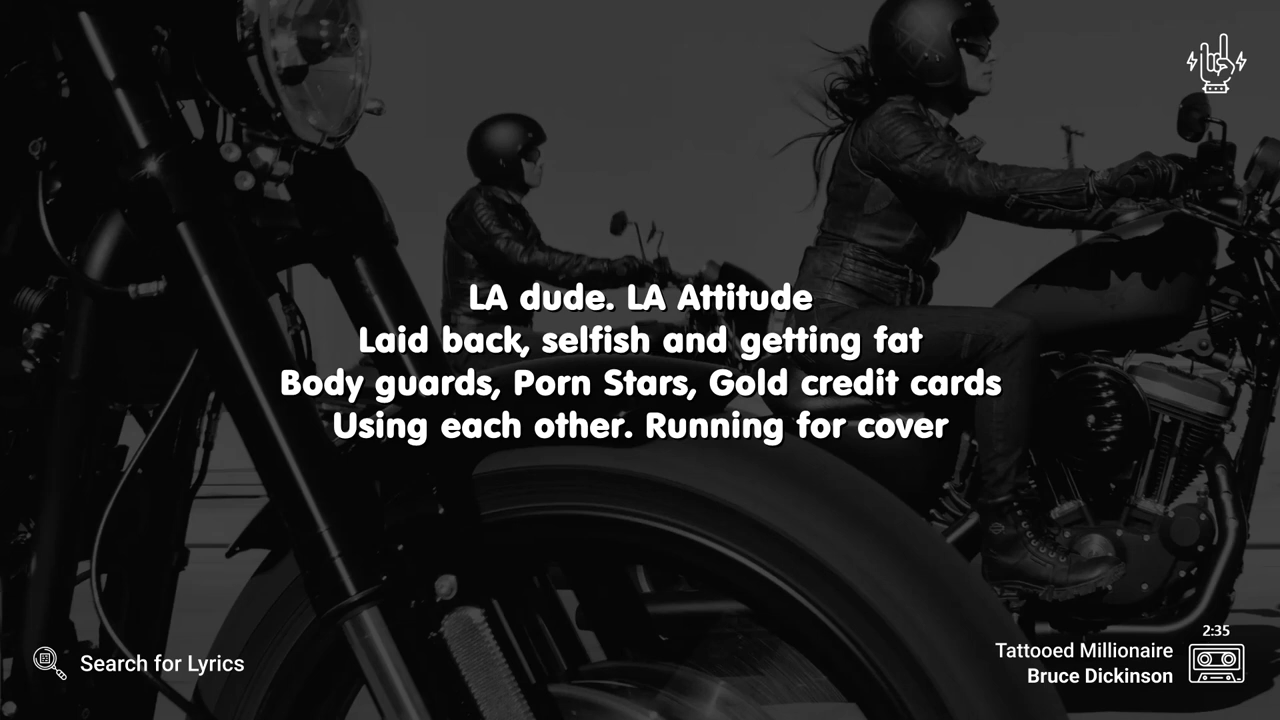 LA dude. LA Attitude
Laid back, selfish and getting fat
Body guards, Porn Stars, Gold credit cards
Using each other. Running for cover
Search for Lyrics
2:35
Tattooed Millionaire
Bruce Dickinson